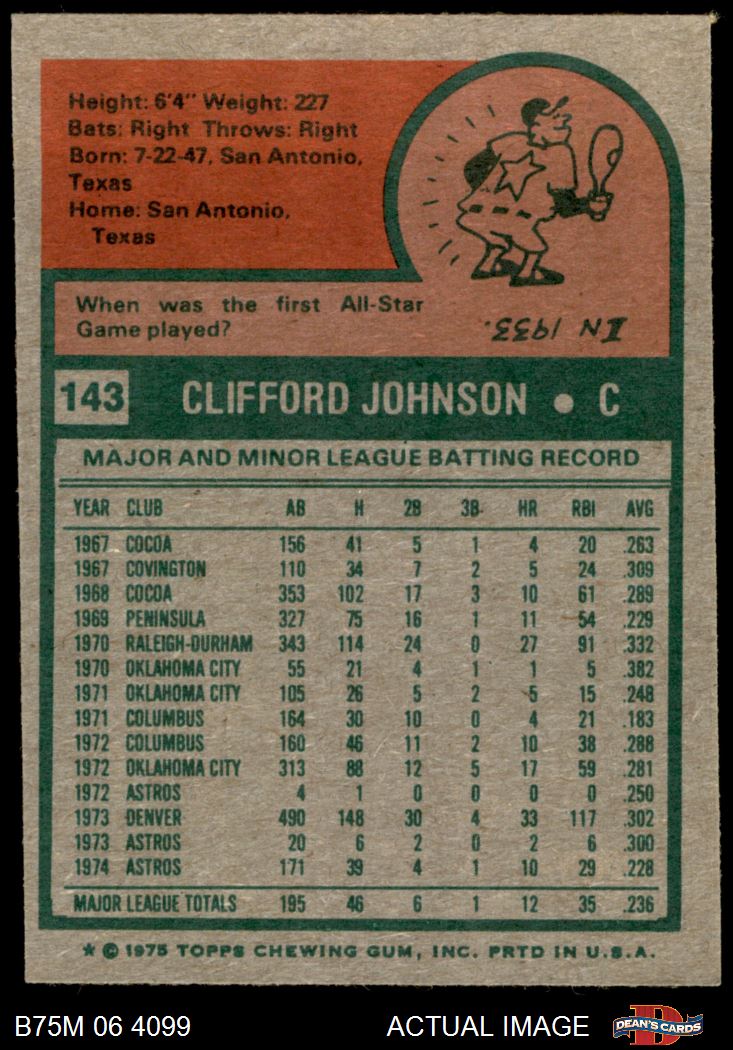 Height: 6'4" Weight: 227
Bats: Right Throws: Right
Born: 7-22-47, San Antonio,
Texas
Home: San Antonio,
Texas
When was the first All-Star
Game played?
IN 1933.
143 CLIFFORD JOHNSON • C
MAJOR AND MINOR LEAGUE BATTING RECORD
YEAR CLUB AB H 2B 3B HR RBI AVG
1967 COCOA 156 41 5 1 4 20 .263
1967 COVINGTON 110 34 7 2 5 24 .309
1968 COCOA 353 102 17 3 10 61 .289
1969 PENINSULA 327 75 16 1 11 54 .229
1970 RALEIGH-DURHAM 343 114 24 0 27 91 .332
1970 OKLAHOMA CITY 55 21 4 1 1 5 .382
1971 OKLAHOMA CITY 105 26 5 2 5 15 .248
1971 COLUMBUS 164 30 10 0 4 21 .183
1972 COLUMBUS 160 46 11 2 10 38 .288
1972 OKLAHOMA CITY 313 88 12 5 17 59 .281
1972 ASTROS 4 1 0 0 0 0 .250
1973 DENVER 490 148 30 4 33 117 .302
1973 ASTROS 20 6 2 0 2 6 .300
1974 ASTROS 171 39 4 1 10 29 .228
MAJOR LEAGUE TOTALS 195 46 6 1 12 35 .236
★ © 1975 TOPPS CHEWING GUM, INC. PRTD IN U.S.A.
B75M 06 4099 ACTUAL IMAGE DEAN'S CARDS